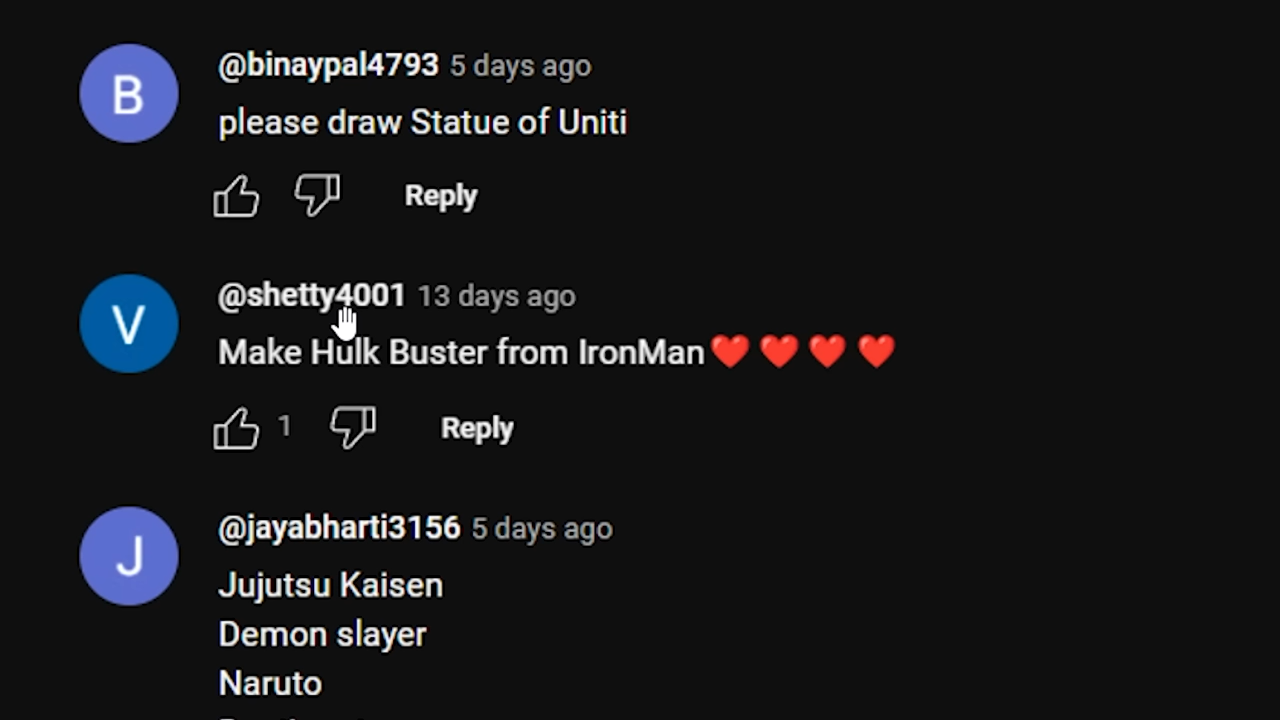 B
@binaypal4793 5 days ago
please draw Statue of Uniti
Reply
V
@shetty4001 13 days ago
Make Hulk Buster from IronMan❤️❤️❤️❤️
1 Reply
J
@jayabharti3156 5 days ago
Jujutsu Kaisen
Demon slayer
Naruto